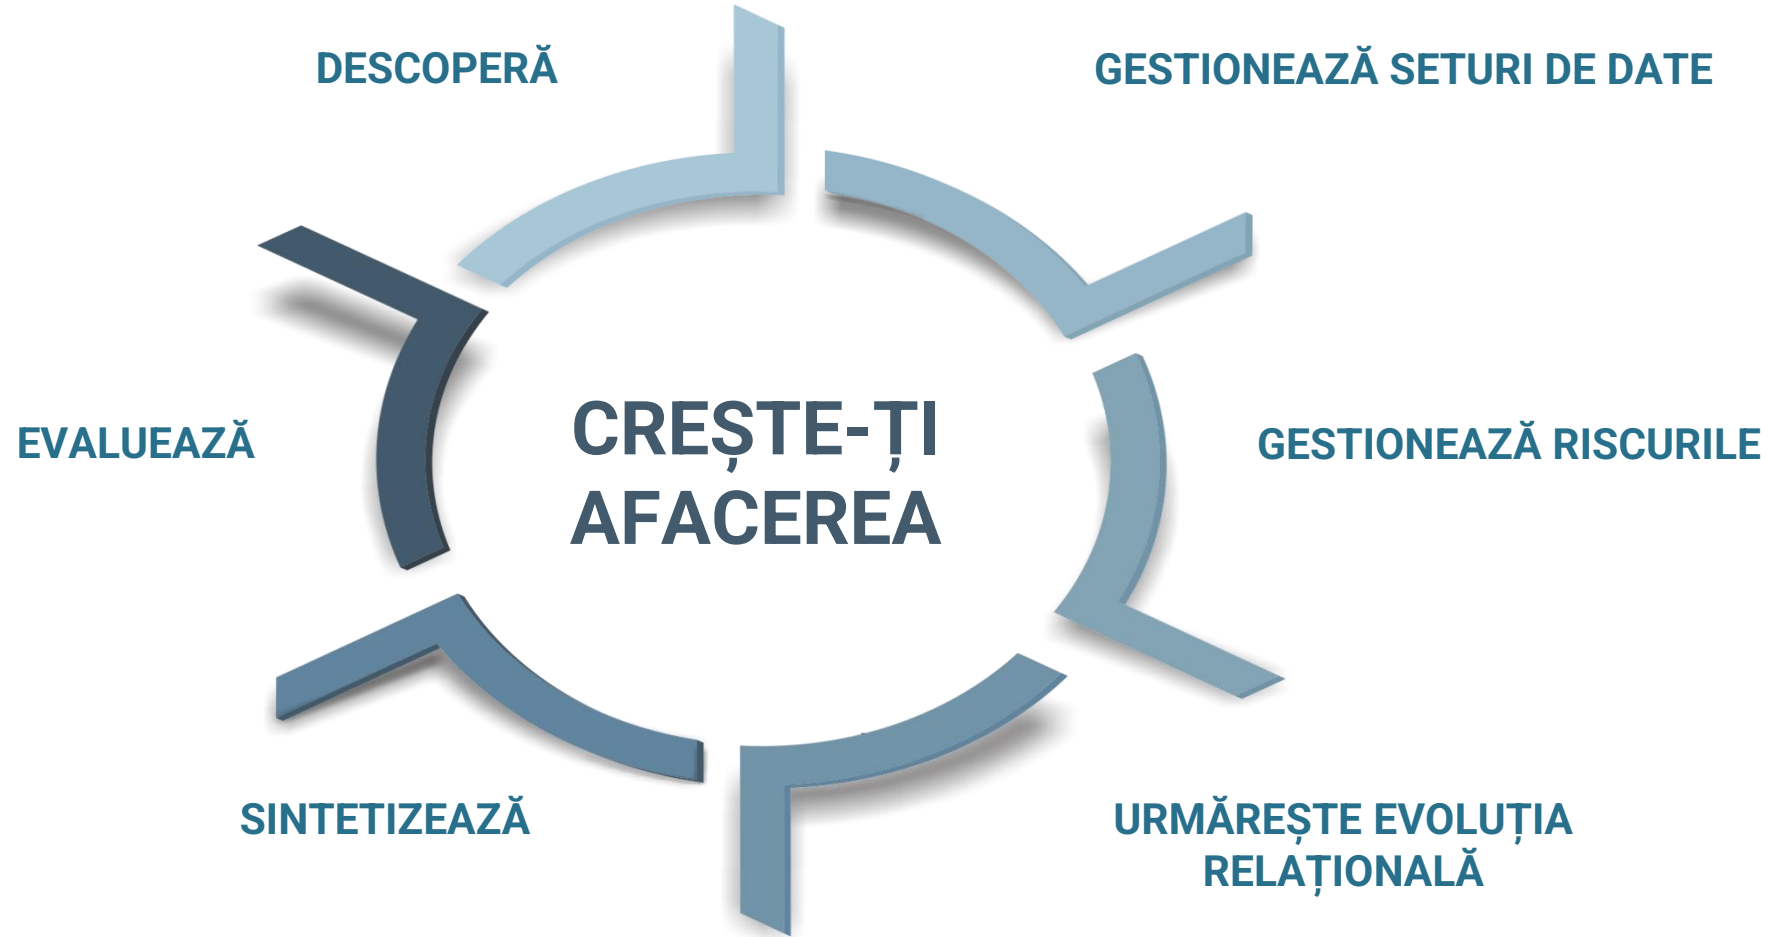 DESCOPERĂ
GESTIONEAZĂ SETURI DE DATE
EVALUEAZĂ
CREȘTE-ȚI
AFACEREA
GESTIONEAZĂ RISCURILE
SINTETIZEAZĂ
URMĂREȘTE EVOLUȚIA
RELAȚIONALĂ